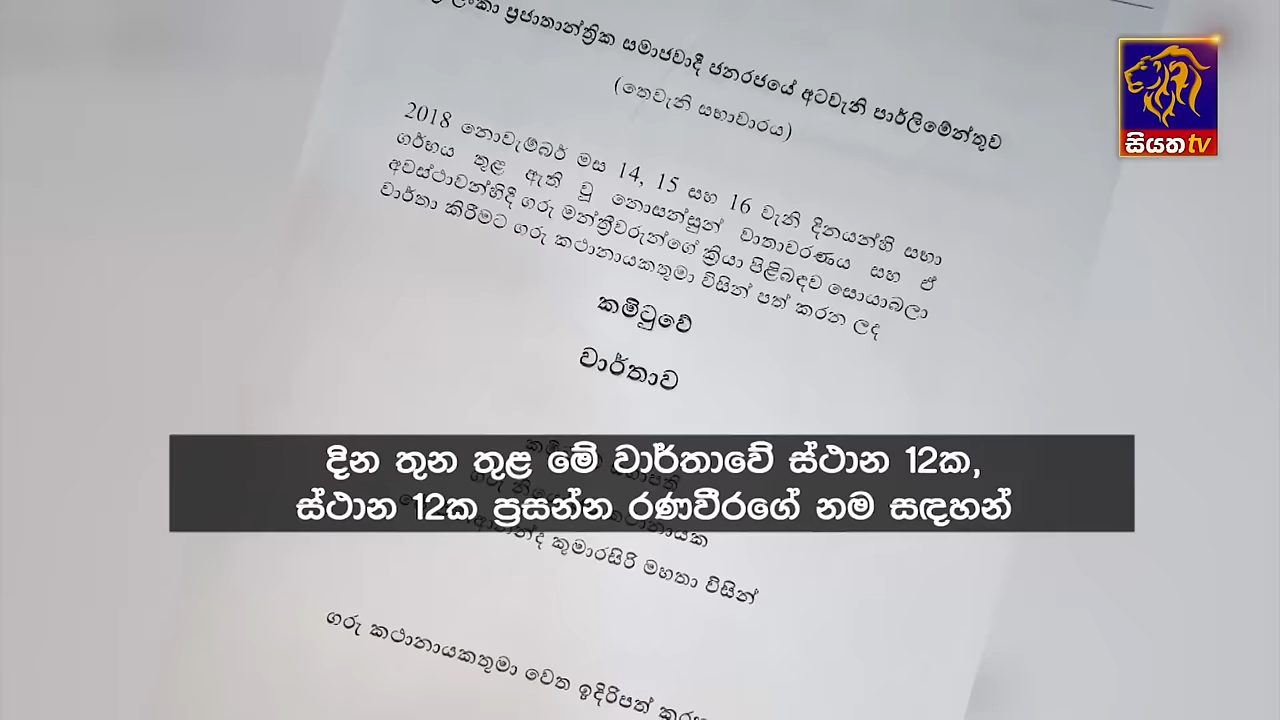 ලංකා ප්‍රජාතාන්ත්‍රික සමාජවාදී ජනරජයේ අටවැනි පාර්ලිමේන්තුව
(තෙවැනි සභාවාරය)
2018 නොවැම්බර් මස 14, 15 සහ 16 වැනි දිනයන්හි සභා
ගර්භය තුළ ඇති වූ නොසන්සුන් වාතාවරණය සහ ඒ
අවස්ථාවන්හිදී ගරු මන්ත්‍රීවරුන්ගේ ක්‍රියා පිළිබඳව සොයාබලා
වාර්තා කිරීමට ගරු කථානායකතුමා විසින් පත් කරන ලද
කමිටුවේ
වාර්තාව
දින තුන තුළ මේ වාර්තාවේ ස්ථාන 12ක,
ස්ථාන 12ක ප්‍රසන්න රණවීරගේ නම සඳහන්
කුමාරසිරි මහතා විසින්
ගරු කථානායකතුමා වෙත ඉදිරිපත්
සියත tv